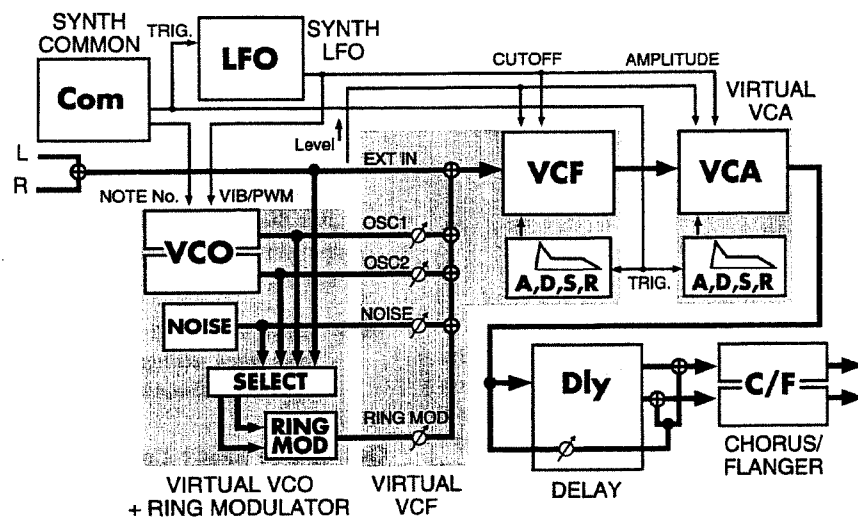 SYNTH
COMMON
TRIG.
LFO
SYNTH
LFO
CUTOFF
AMPLITUDE
Com
VIRTUAL
VCA
Level
L
R
EXT IN
VCF
VCA
NOTE No.
VIB/PWM
OSC1
VCO
OSC2
A,D,S,R
TRIG.
A,D,S,R
NOISE
NOISE
SELECT
Dly
C/F
RING
MOD
RING MOD
CHORUS/
FLANGER
VIRTUAL VCO
+ RING MODULATOR
VIRTUAL
VCF
DELAY